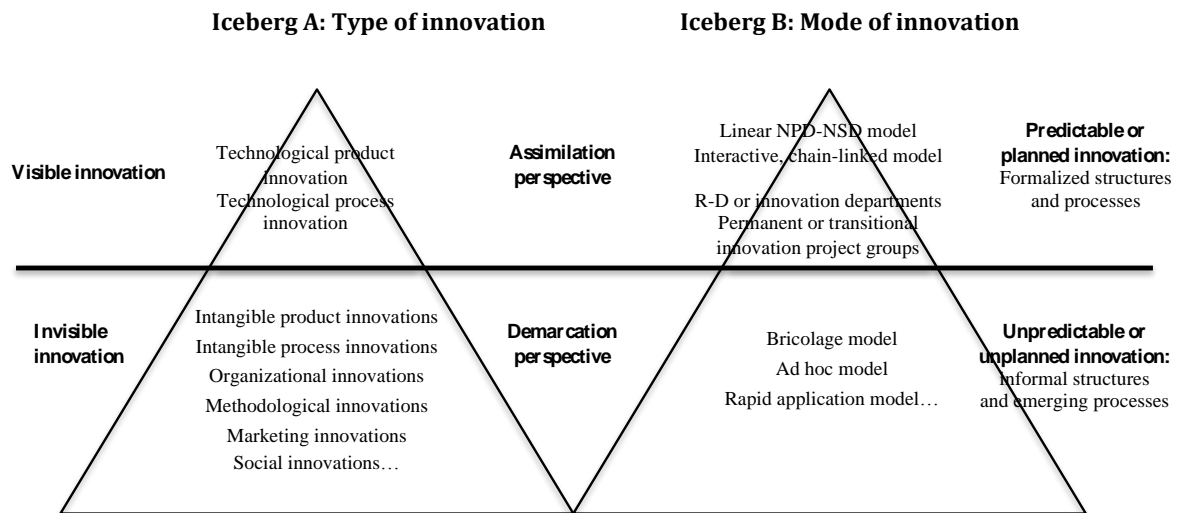 Iceberg A: Type of innovation
Iceberg B: Mode of innovation
Visible innovation
Technological product
innovation
Technological process
innovation
Assimilation
perspective
Linear NPD-NSD model
Interactive, chain-linked model
R-D or innovation departments
Permanent or transitional
innovation project groups
Predictable or
planned innovation:
Formalized structures
and processes
Invisible
innovation
Intangible product innovations
Intangible process innovations
Organizational innovations
Methodological innovations
Marketing innovations
Social innovations…
Demarcation
perspective
Bricolage model
Ad hoc model
Rapid application model…
Unpredictable or
unplanned innovation:
informal structures
and emerging processes